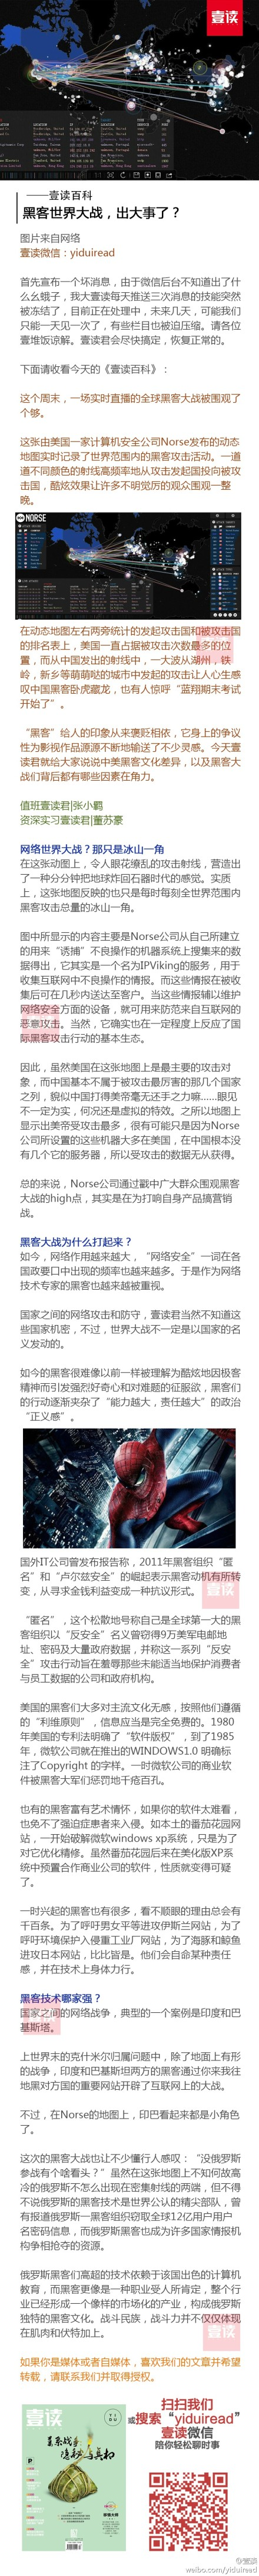 壹读
——壹读百科
黑客世界大战，出大事了？
图片来自网络
壹读微信：yiduiread
首先宣布一个坏消息，由于微信后台不知道出了什
么幺蛾子，我大壹读每天推送三次消息的技能突然
被冻结了，目前正在处理中，未来几天，可能我们
只能一天见一次了，有些栏目也被迫压缩。请各位
壹堆饭谅解。壹读君会尽快搞定，恢复正常的。
下面请收看今天的《壹读百科》：
这个周末，一场实时直播的全球黑客大战被围观了
个够。
这张由美国一家计算机安全公司Norse发布的动态
地图实时记录了世界范围内的黑客攻击活动。一道
道不同颜色的射线高频率地从攻击发起国投向被攻
击国，酷炫效果让许多不明觉厉的观众围观一整
晚。
NORSE
在动态地图左右两旁统计的发起攻击国和被攻击国
的排名表上，美国一直占据被攻击次数最多的位
置，而从中国发出的射线中，一大波从湖州，铁
岭，新乡等萌萌哒的城市中发起的攻击让人心生感
叹中国黑客卧虎藏龙，也有人惊呼“蓝翔期末考试
开始了”。
“黑客”给人的印象从来褒贬相依，它身上的争议
性为影视作品源源不断地输送了不少灵感。今天壹
读君就给大家说说中美黑客文化差异，以及黑客大
战们背后都有哪些因素在角力。
值班壹读君|张小羁
资深实习壹读君|董苏豪
网络世界大战？那只是冰山一角
在这张动图上，令人眼花缭乱的攻击射线，营造出
了一种分分钟把地球炸回石器时代的感觉。实质
上，这张地图反映的也只是每时每刻全世界范围内
黑客攻击总量的冰山一角。
图中所显示的内容主要是Norse公司从自己所建立
的用来“诱捕”不良操作的机器系统上搜集来的数
据得出，它其实是一个名为IPViking的服务，用于
收集互联网中不良操作的情报。而这些情报在被收
集后可在几秒内送达至客户。当这些情报辅以维护
网络安全方面的设备，就可用来防范来自互联网的
恶意攻击。当然，它确实也在一定程度上反应了国
际黑客攻击行动的基本生态。
因此，虽然美国在这张地图上是最主要的攻击对
象，而中国基本不属于被攻击最厉害的那几个国家
之列，貌似中国打得美帝毫无还手之力嘛……眼见
不一定为实，何况还是虚拟的特效。之所以地图上
显示出美帝受攻击最多，很有可能只是因为Norse
公司所设置的这些机器大多在美国，在中国根本没
有几个它的服务器，所以受攻击的数据无从获得。
总的来说，Norse公司通过戳中广大群众围观黑客
大战的high点，其实是在为打响自身产品搞营销
战。
黑客大战为什么打起来？
如今，网络作用越来越大，“网络安全”一词在各
国政要口中出现的频率也越来越多。于是作为网络
技术专家的黑客也越来越被重视。
国家之间的网络攻击和防守，壹读君当然不知道这
些国家机密，不过，世界大战不一定是以国家的名
义发动的。
如今的黑客很难像以前一样被理解为酷炫地因极客
精神而引发强烈好奇心和对难题的征服欲，黑客们
的行动逐渐夹杂了“能力越大，责任越大”的政治
“正义感”。
国外IT公司曾发布报告称，2011年黑客组织“匿
名”和“卢尔兹安全”的崛起表示黑客动机有所转
变，从寻求金钱利益变成一种抗议形式。
“匿名”，这个松散地号称自己是全球第一大的黑
客组织以“反安全”名义曾窃得9万美军电邮地
址、密码及大量政府数据，并称这一系列“反安
全”攻击行动旨在羞辱那些未能适当地保护消费者
与员工数据的公司和政府机构。
美国的黑客们大多对主流文化无感，按照他们遵循
的“利维原则”，信息应当是完全免费的。1980
年美国的专利法明确了“软件版权”，到了1985
年，微软公司就在推出的WINDOWS1.0 明确标
注了Copyright 的字样。一时微软公司的商业软
件被黑客大军们惩罚地千疮百孔。
也有的黑客富有艺术情怀，如果你的软件太难看，
也免不了强迫症患者来入侵。如本土的番茄花园网
站，一开始破解微软windows xp系统，只是为了
对它优化精修。虽然番茄花园后来在美化版XP系
统中预置合作商业公司的软件，性质就变得可疑
了。
一时兴起的黑客也有很多，看不顺眼的理由总会有
千百条。为了呼吁男女平等进攻伊斯兰网站，为了
呼吁环境保护入侵重工业厂网站，为了海豚和鲸鱼
进攻日本网站，比比皆是。他们会自命某种责任
感，并在技术上身体力行。
黑客技术哪家强？
国家之间的网络战争，典型的一个案例是印度和巴
基斯塔。
上世界末的克什米尔归属问题中，除了地面上有形
的战争，印度和巴基斯坦两方的黑客通过你来我往
地黑对方国的重要网站开辟了互联网上的大战。
不过，在Norse的地图上，印巴看起来都是小角色
了。
这次的黑客大战也让不少懂行人感叹：“没俄罗斯
参战有个啥看头？”虽然在这张地图上不知何故高
冷的俄罗斯不怎么出现在密集射线的两端，但不得
不说俄罗斯的黑客技术是世界公认的精尖部队，曾
有报道俄罗斯一黑客组织窃取全球12亿用户用户
名密码信息，而俄罗斯黑客也成为许多国家情报机
构争相抢夺的资源。
俄罗斯黑客们高超的技术依赖于该国出色的计算机
教育，而黑客更像是一种职业受人所肯定，整个行
业已经形成一个像样的市场化的产业，构成俄罗斯
独特的黑客文化。战斗民族，战斗力并不仅仅体现
在肌肉和伏特加上。
如果你是媒体或者自媒体，喜欢我们的文章并希望
转载，请联系我们并取得授权。
壹读
扫扫我们
或搜索“yiduiread”
壹读微信
陪你轻松聊时事
@壹读
weibo.com/yiduiread